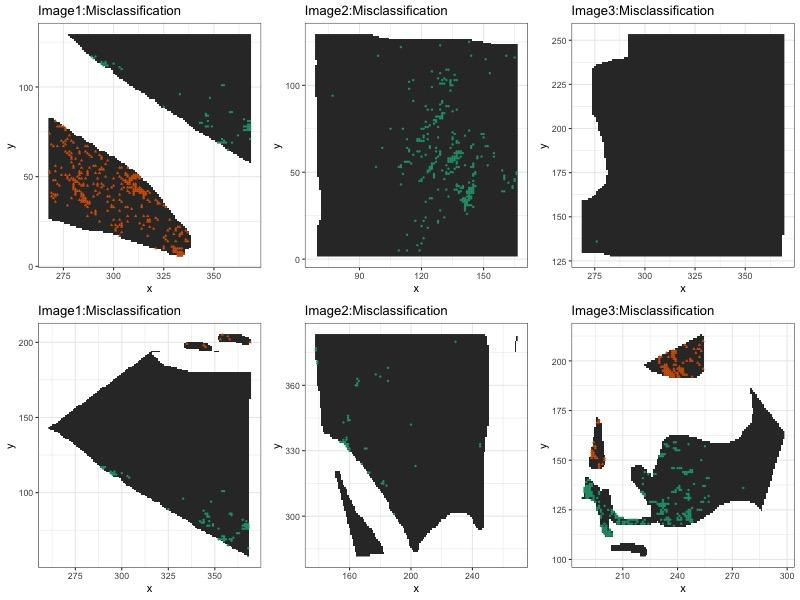 Image1:Misclassification
Image2:Misclassification
Image3:Misclassification
y
100
50
0
275
300
325
350
x
y
100
50
0
90
120
150
x
y
250
225
200
175
150
125
275
300
325
350
x
Image1:Misclassification
Image2:Misclassification
Image3:Misclassification
y
200
150
100
275
300
325
350
x
y
360
330
300
160
200
240
x
y
200
175
150
125
100
210
240
270
300
x